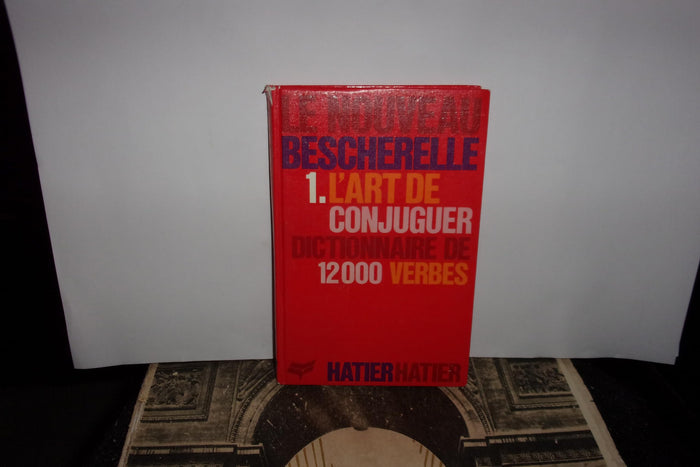 LE NOUVEAU
BESCHERELLE
1. L'ART DE
CONJUGUER
DICTIONNAIRE DE
12000 VERBES
HATIER HATIER